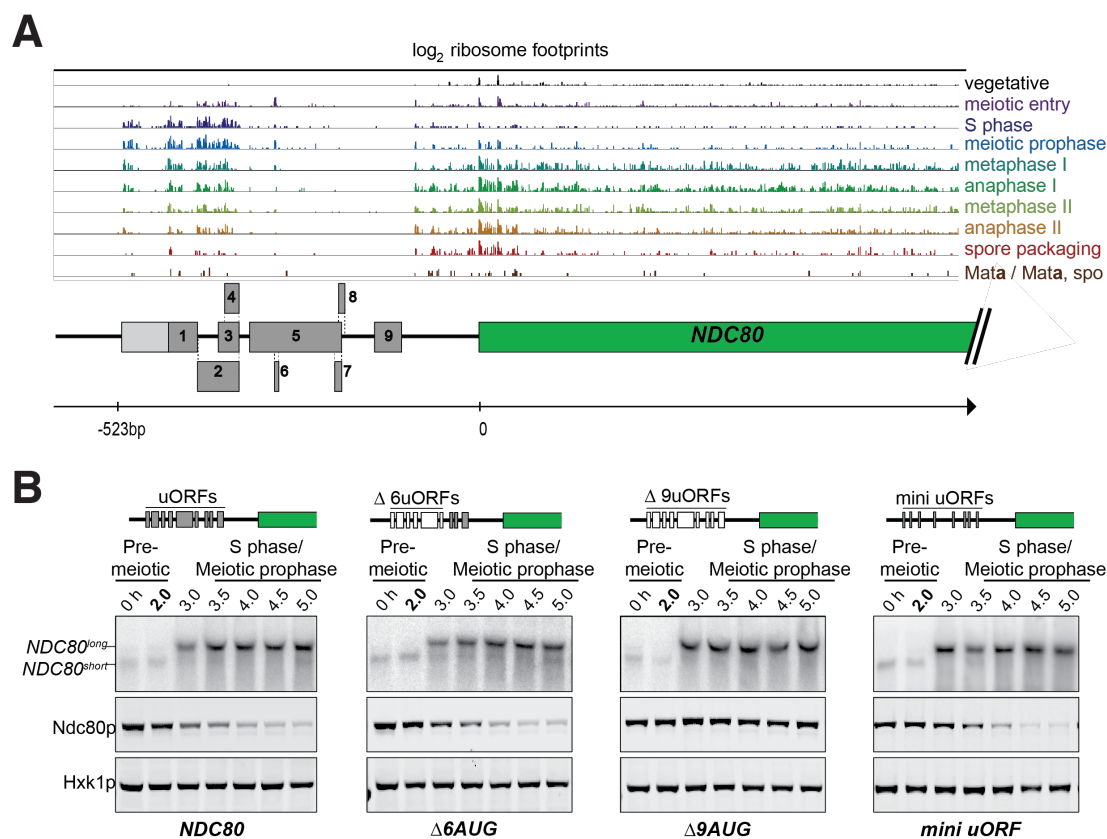 A
log2 ribosome footprints
vegetative
meiotic entry
S phase
meiotic prophase
metaphase I
anaphase I
metaphase II
anaphase II
spore packaging
Mata / Mata, spo
4 8
1 3 5 9 NDC80
2 6 7
-523bp 0
B
uORFs Δ 6uORFs Δ 9uORFs mini uORFs
Pre- S phase/ Pre- S phase/ Pre- S phase/ Pre- S phase/
meiotic Meiotic prophase meiotic Meiotic prophase meiotic Meiotic prophase meiotic Meiotic prophase
0 h 2.0 3.0 3.5 4.0 4.5 5.0 0 h 2.0 3.0 3.5 4.0 4.5 5.0 0 h 2.0 3.0 3.5 4.0 4.5 5.0 0 h 2.0 3.0 3.5 4.0 4.5 5.0
NDC80long
NDC80short
Ndc80p
Hxk1p
NDC80 Δ6AUG Δ9AUG mini uORF